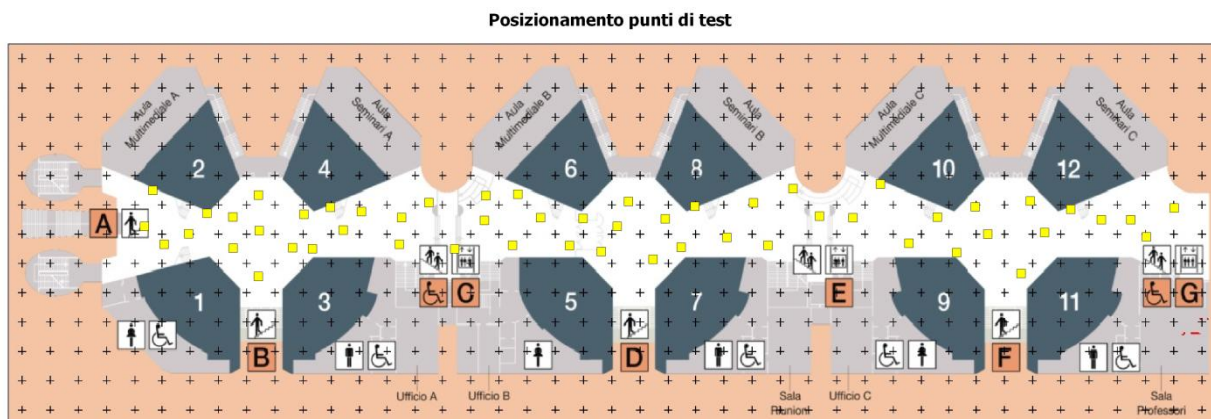 Posizionamento punti di test
Aula
Multimediale A
Aula
Seminari A
Aula
Multimediale B
Aula
Seminari B
Aula
Multimediale C
Aula
Seminari C
2
4
6
8
10
12
A
C
E
G
1
3
5
7
9
11
B
D
F
Ufficio A
Ufficio B
Sala
Riunioni
Ufficio C
Sala
Professori